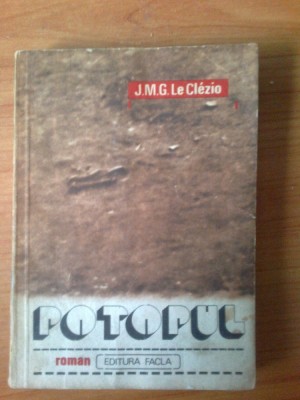 J.M.G. Le Clézio
POTOPUL
roman EDITURA FACLA